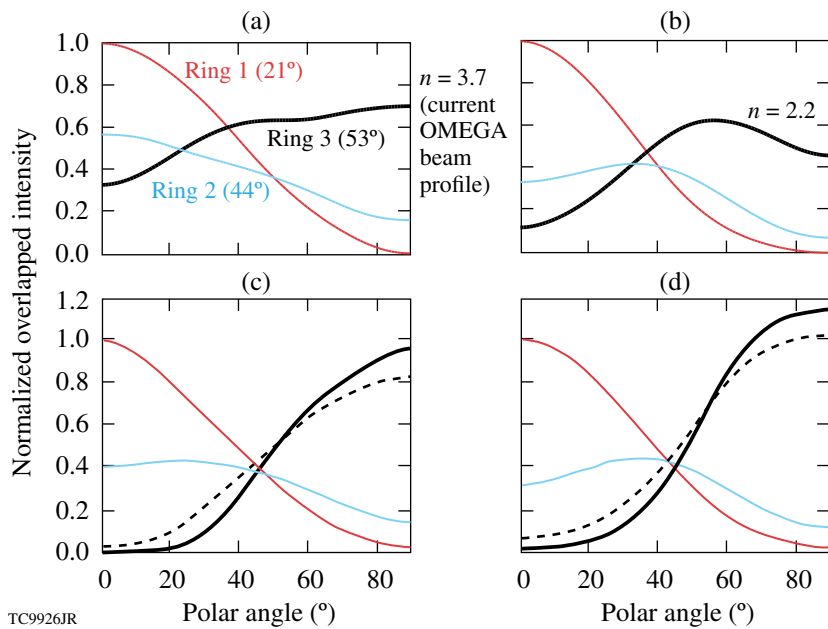 (a)
(b)
Normalized overlapped intensity
1.0
0.8
0.6
0.4
0.2
0.0
Ring 1 (21º)
Ring 3 (53º)
Ring 2 (44º)
n = 3.7
(current
OMEGA
beam
profile)
n = 2.2
(c)
(d)
1.2
1.0
0.8
0.6
0.4
0.2
0.0
0 20 40 60 80
0 20 40 60 80
Polar angle (º)
Polar angle (º)
TC9926JR